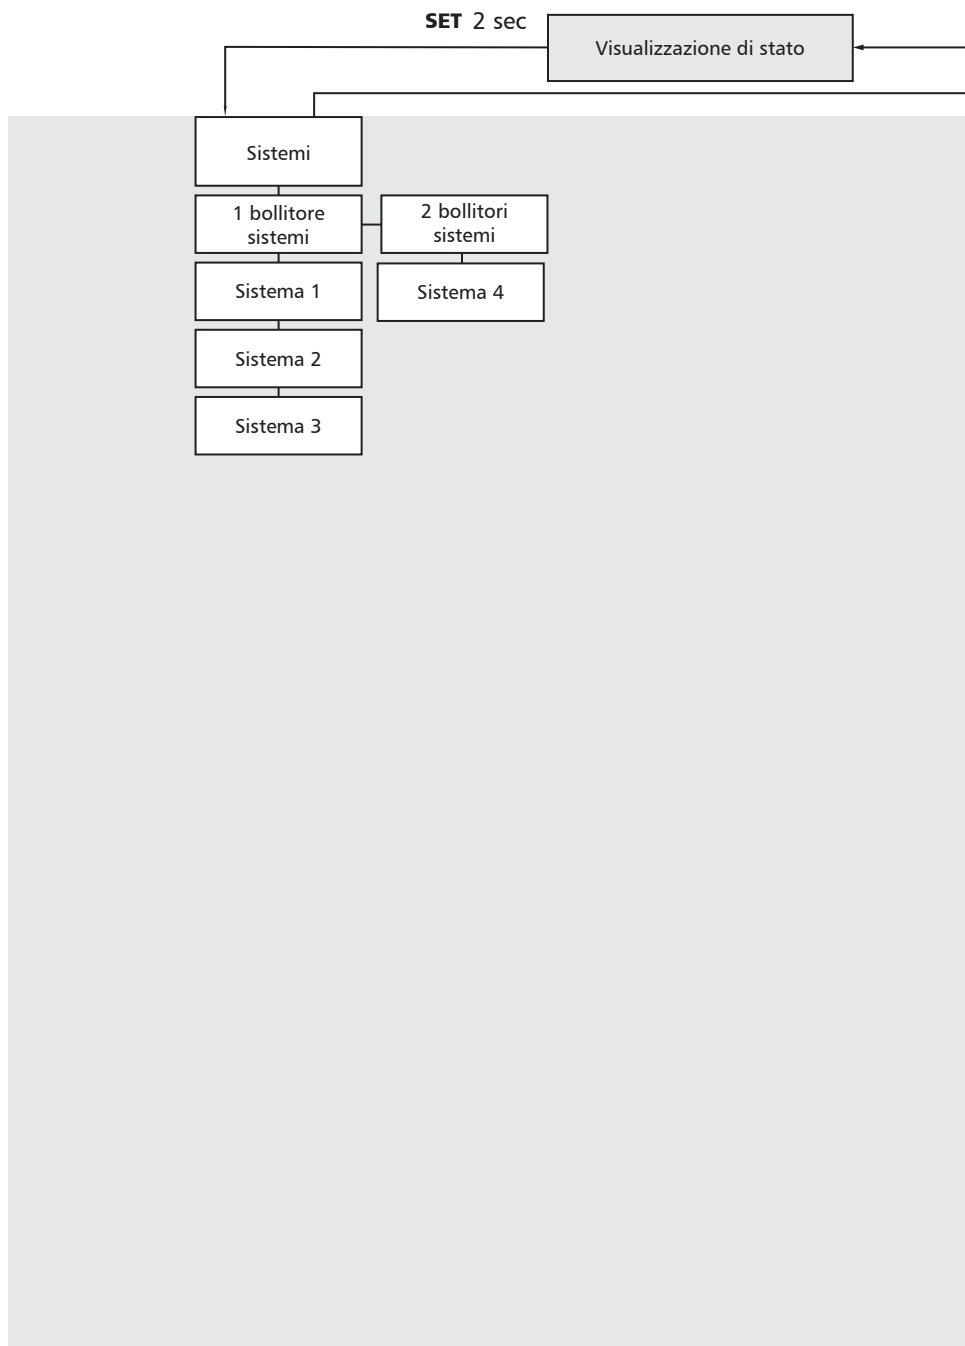 SET 2 sec
Visualizzazione di stato
Sistemi
1 bollitore
sistemi
2 bollitori
sistemi
Sistema 1
Sistema 4
Sistema 2
Sistema 3